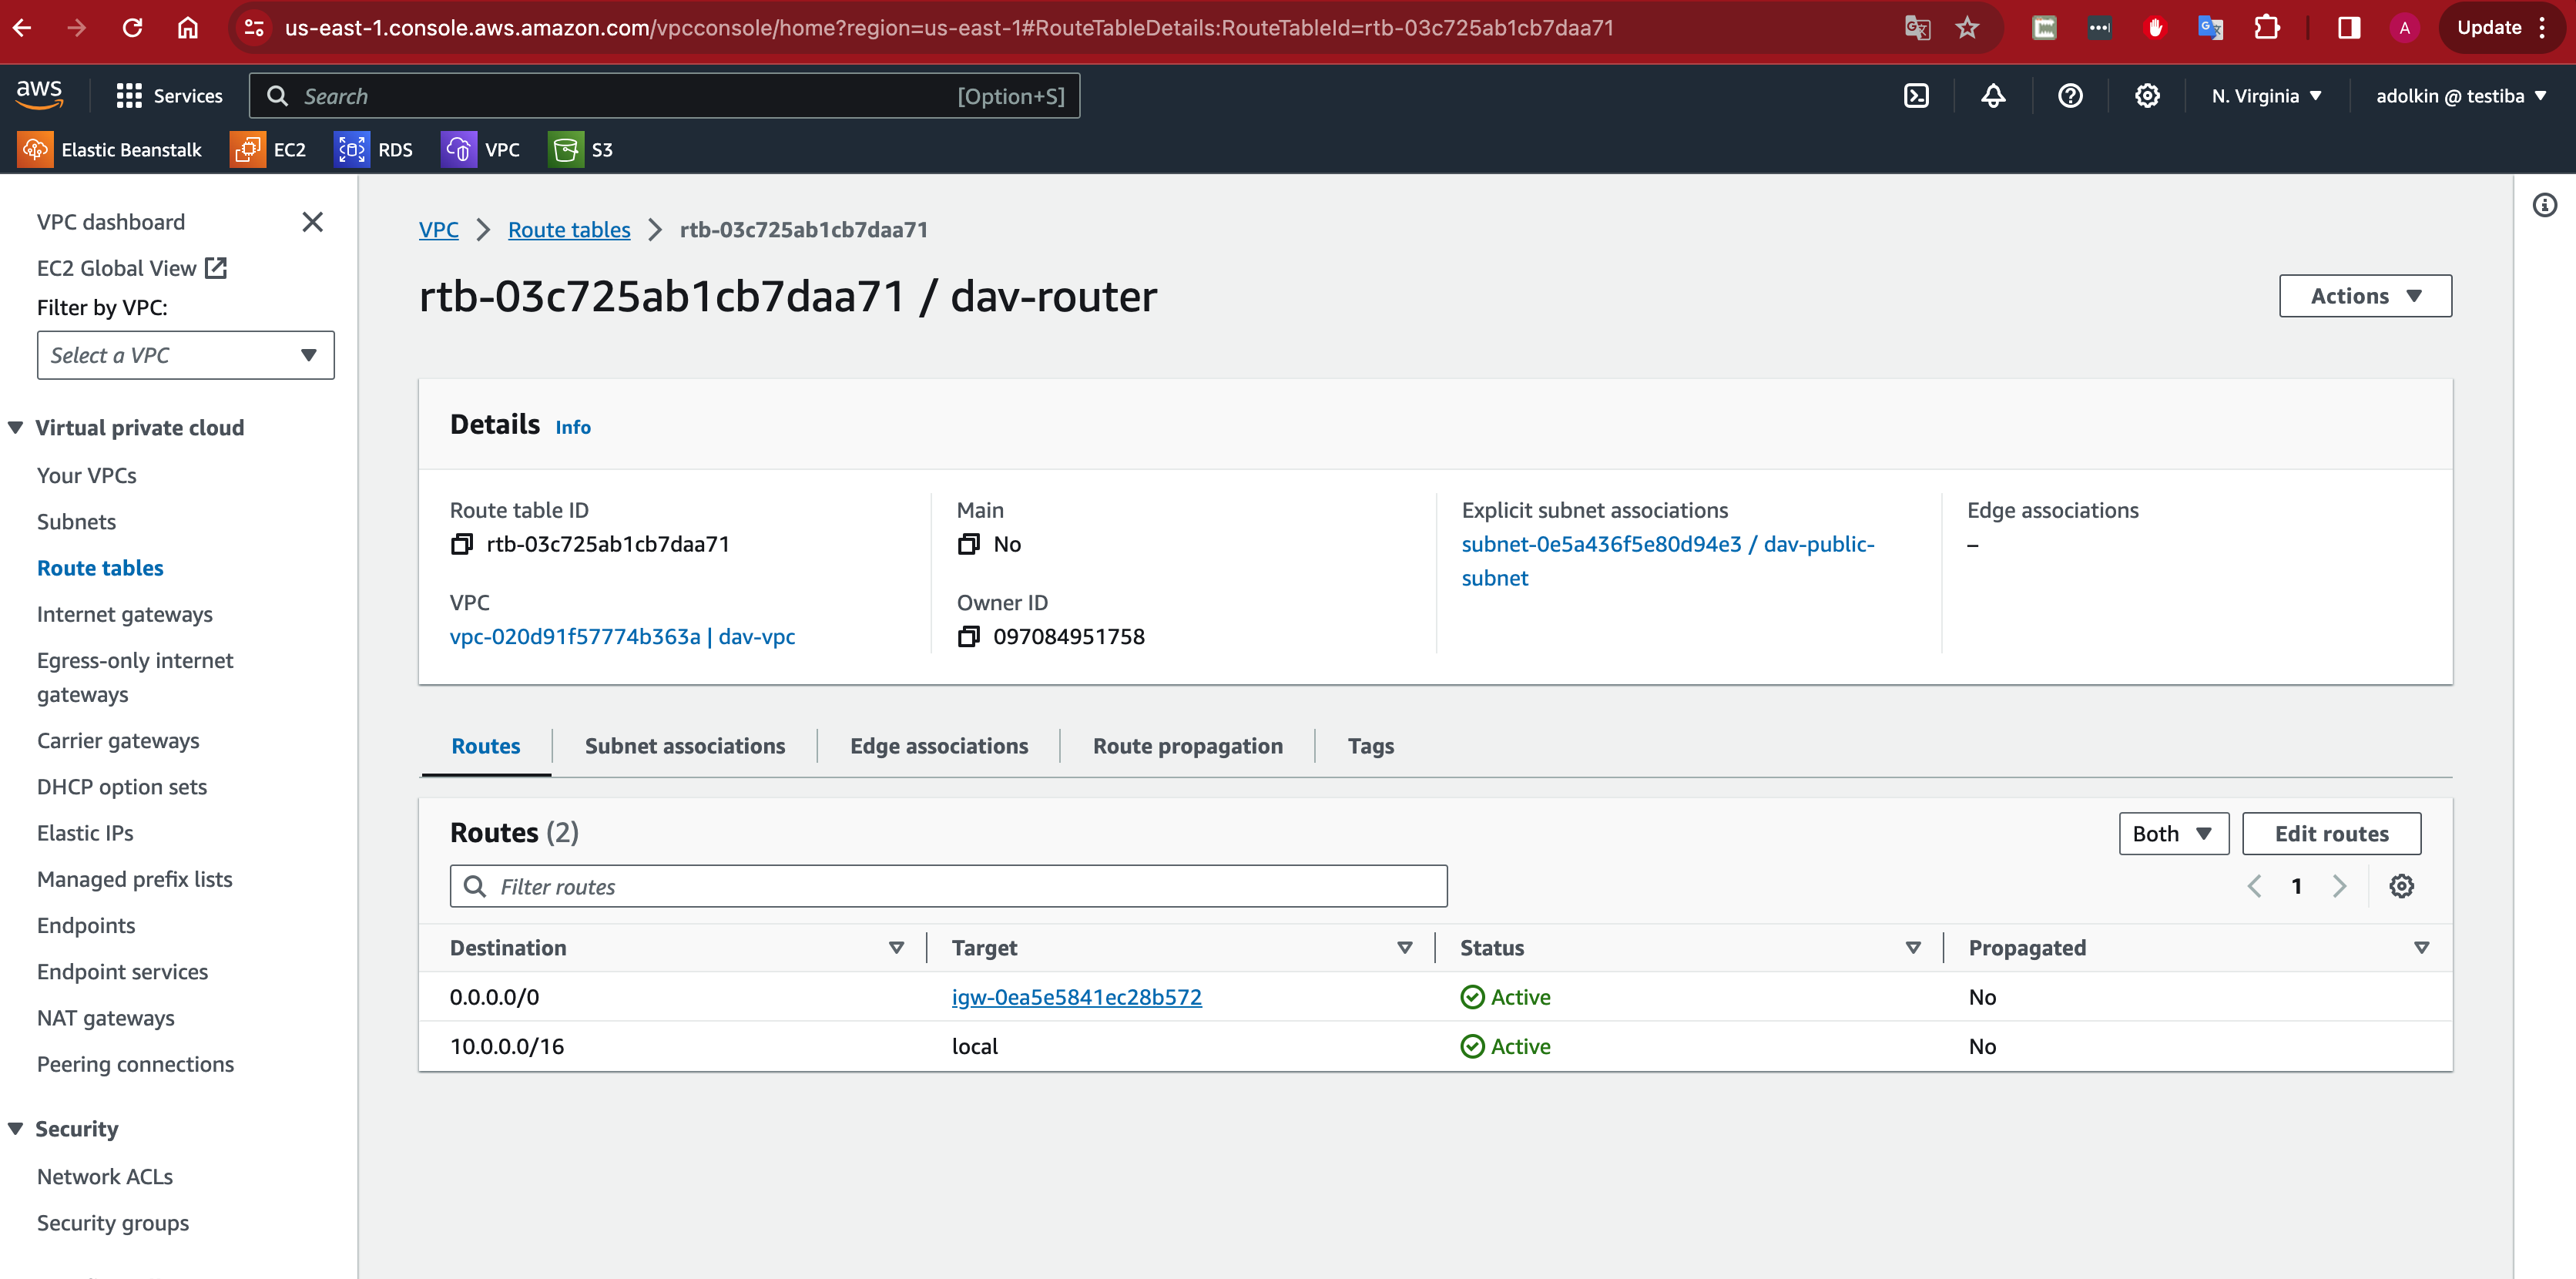 us-east-1.console.aws.amazon.com/vpcconsole/home?region=us-east-1#RouteTableDetails:RouteTableId=rtb-03c725ab1cb7daa71
A
Update
aws
Services
Search
[Option+S]
N. Virginia
adolkin @ testiba
Elastic Beanstalk
EC2
RDS
VPC
S3
VPC dashboard
EC2 Global View
Filter by VPC:
Select a VPC
Virtual private cloud
Your VPCs
Subnets
Route tables
Internet gateways
Egress-only internet
gateways
Carrier gateways
DHCP option sets
Elastic IPs
Managed prefix lists
Endpoints
Endpoint services
NAT gateways
Peering connections
Security
Network ACLs
Security groups
VPC
Route tables
rtb-03c725ab1cb7daa71
rtb-03c725ab1cb7daa71 / dav-router
Actions
Details Info
Route table ID
rtb-03c725ab1cb7daa71
Main
No
Explicit subnet associations
subnet-0e5a436f5e80d94e3 / dav-public-
subnet
Edge associations
–
VPC
vpc-020d91f57774b363a | dav-vpc
Owner ID
097084951758
Routes
Subnet associations
Edge associations
Route propagation
Tags
Routes (2)
Both
Edit routes
Filter routes
1
Destination
Target
Status
Propagated
0.0.0.0/0
igw-0ea5e5841ec28b572
Active
No
10.0.0.0/16
local
Active
No